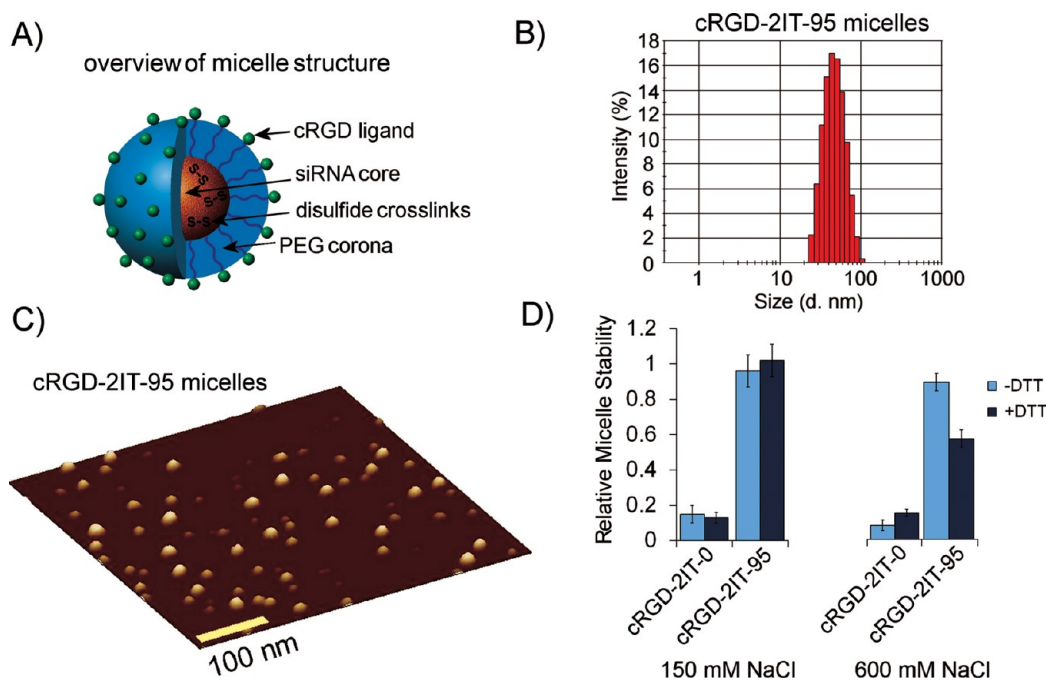 A)
overview of micelle structure
cRGD ligand
siRNA core
disulfide crosslinks
PEG corona
S-S
S-S
S-S
B)
cRGD-2IT-95 micelles
Intensity (%)
18
16
14
12
10
8
6
4
2
0
1 10 100 1000
Size (d. nm)
C)
cRGD-2IT-95 micelles
100 nm
D)
Relative Micelle Stability
1.2
1
0.8
0.6
0.4
0.2
0
-DTT
+DTT
cRGD-2IT-0
cRGD-2IT-95
cRGD-2IT-0
cRGD-2IT-95
150 mM NaCl
600 mM NaCl